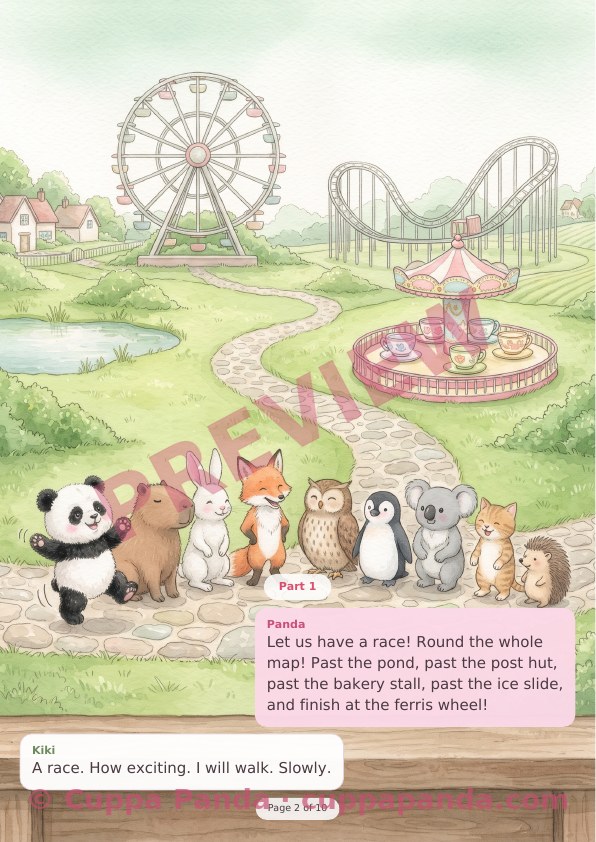 PREVIEW
Part 1
Panda
Let us have a race! Round the whole
map! Past the pond, past the post hut,
past the bakery stall, past the ice slide,
and finish at the ferris wheel!
Kiki
A race. How exciting. I will walk. Slowly.
© Cuppa Panda · cuppapanda.com
Page 2 of 10